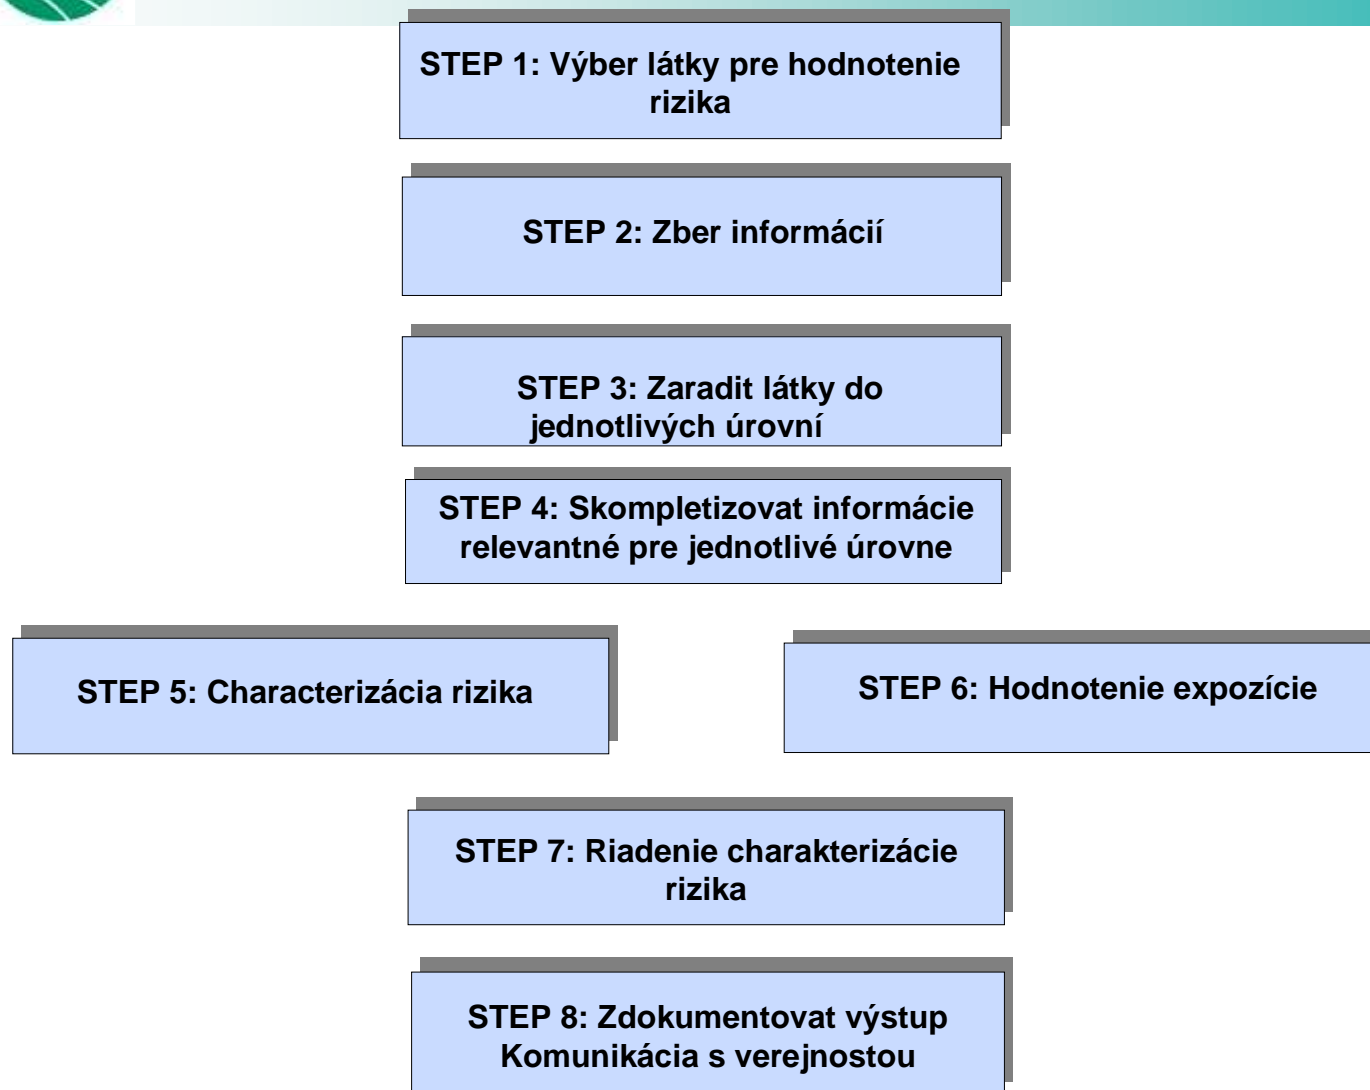 STEP 1: Výber látky pre hodnotenie
rizika
STEP 2: Zber informácií
STEP 3: Zaradit látky do
jednotlivých úrovní
STEP 4: Skompletizovat informácie
relevantné pre jednotlivé úrovne
STEP 5: Characterizácia rizika
STEP 6: Hodnotenie expozície
STEP 7: Riadenie charakterizácie
rizika
STEP 8: Zdokumentovat výstup
Komunikácia s verejnostou